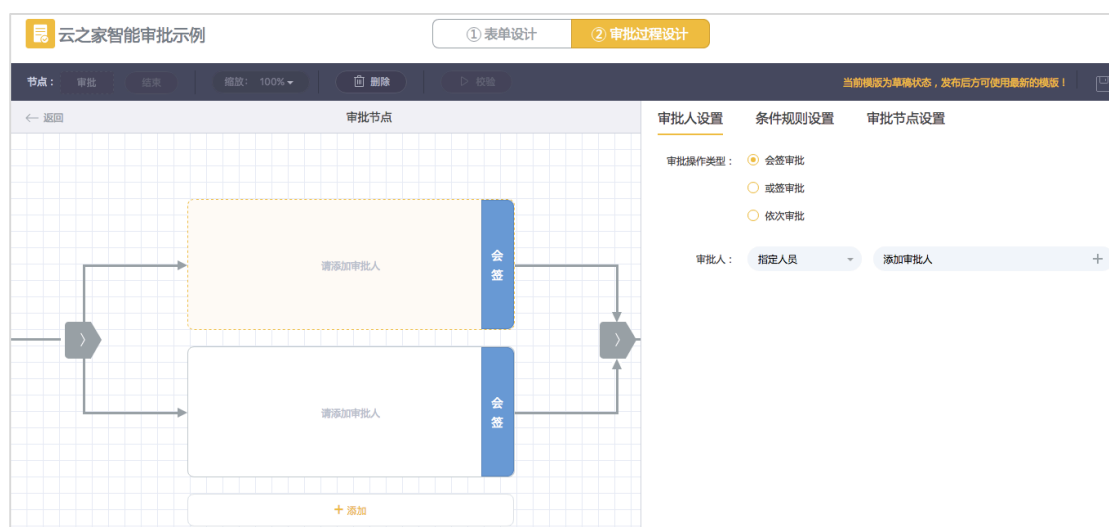 云之家智能审批示例
① 表单设计
② 审批过程设计
节点： 审批 结束 缩放： 100% 删除 校验 当前模版为草稿状态，发布后方可使用最新的模版！
返回 审批节点
审批人设置 条件规则设置 审批节点设置
审批操作类型： 会签审批
或签审批
依次审批
审批人： 指定人员 添加审批人 +
请添加审批人
会签
请添加审批人
会签
+ 添加